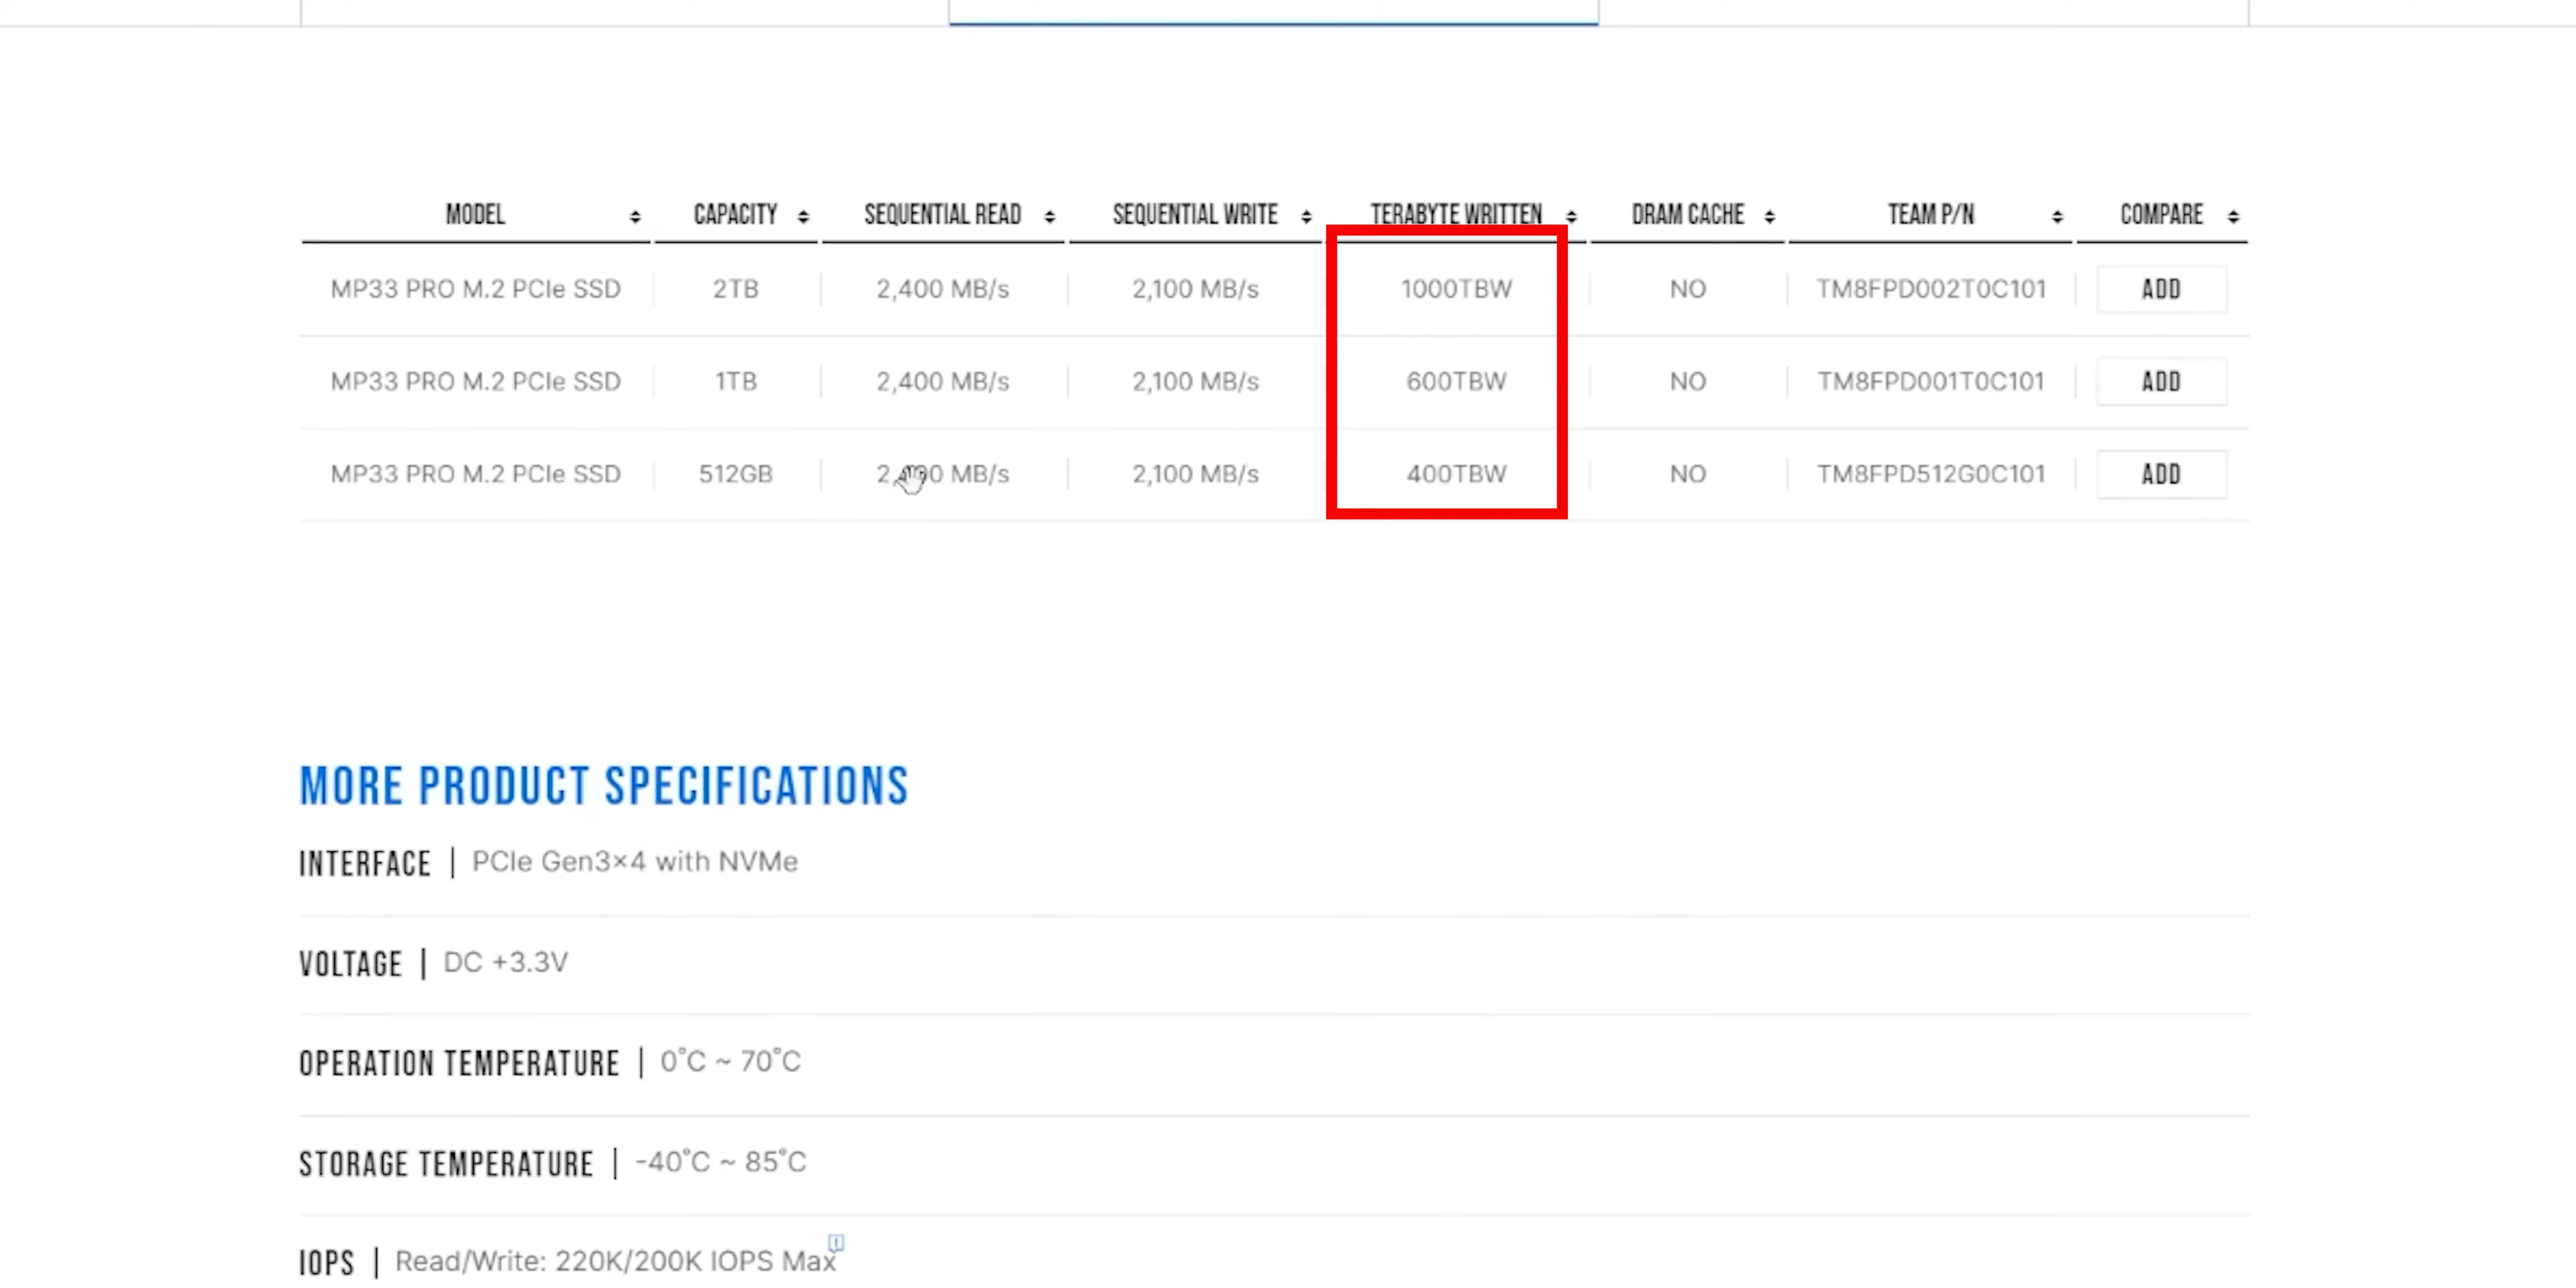 MODEL CAPACITY SEQUENTIAL READ SEQUENTIAL WRITE TERABYTE WRITTEN DRAM CACHE TEAM P/N COMPARE
MP33 PRO M.2 PCIe SSD 2TB 2,400 MB/s 2,100 MB/s 1000TBW NO TM8FPD002T0C101 ADD
MP33 PRO M.2 PCIe SSD 1TB 2,400 MB/s 2,100 MB/s 600TBW NO TM8FPD001T0C101 ADD
MP33 PRO M.2 PCIe SSD 512GB 2,400 MB/s 2,100 MB/s 400TBW NO TM8FPD512G0C101 ADD
MORE PRODUCT SPECIFICATIONS
INTERFACE | PCIe Gen3×4 with NVMe
VOLTAGE | DC +3.3V
OPERATION TEMPERATURE | 0˚C ~ 70˚C
STORAGE TEMPERATURE | -40˚C ~ 85˚C
IOPS | Read/Write: 220K/200K IOPS Max